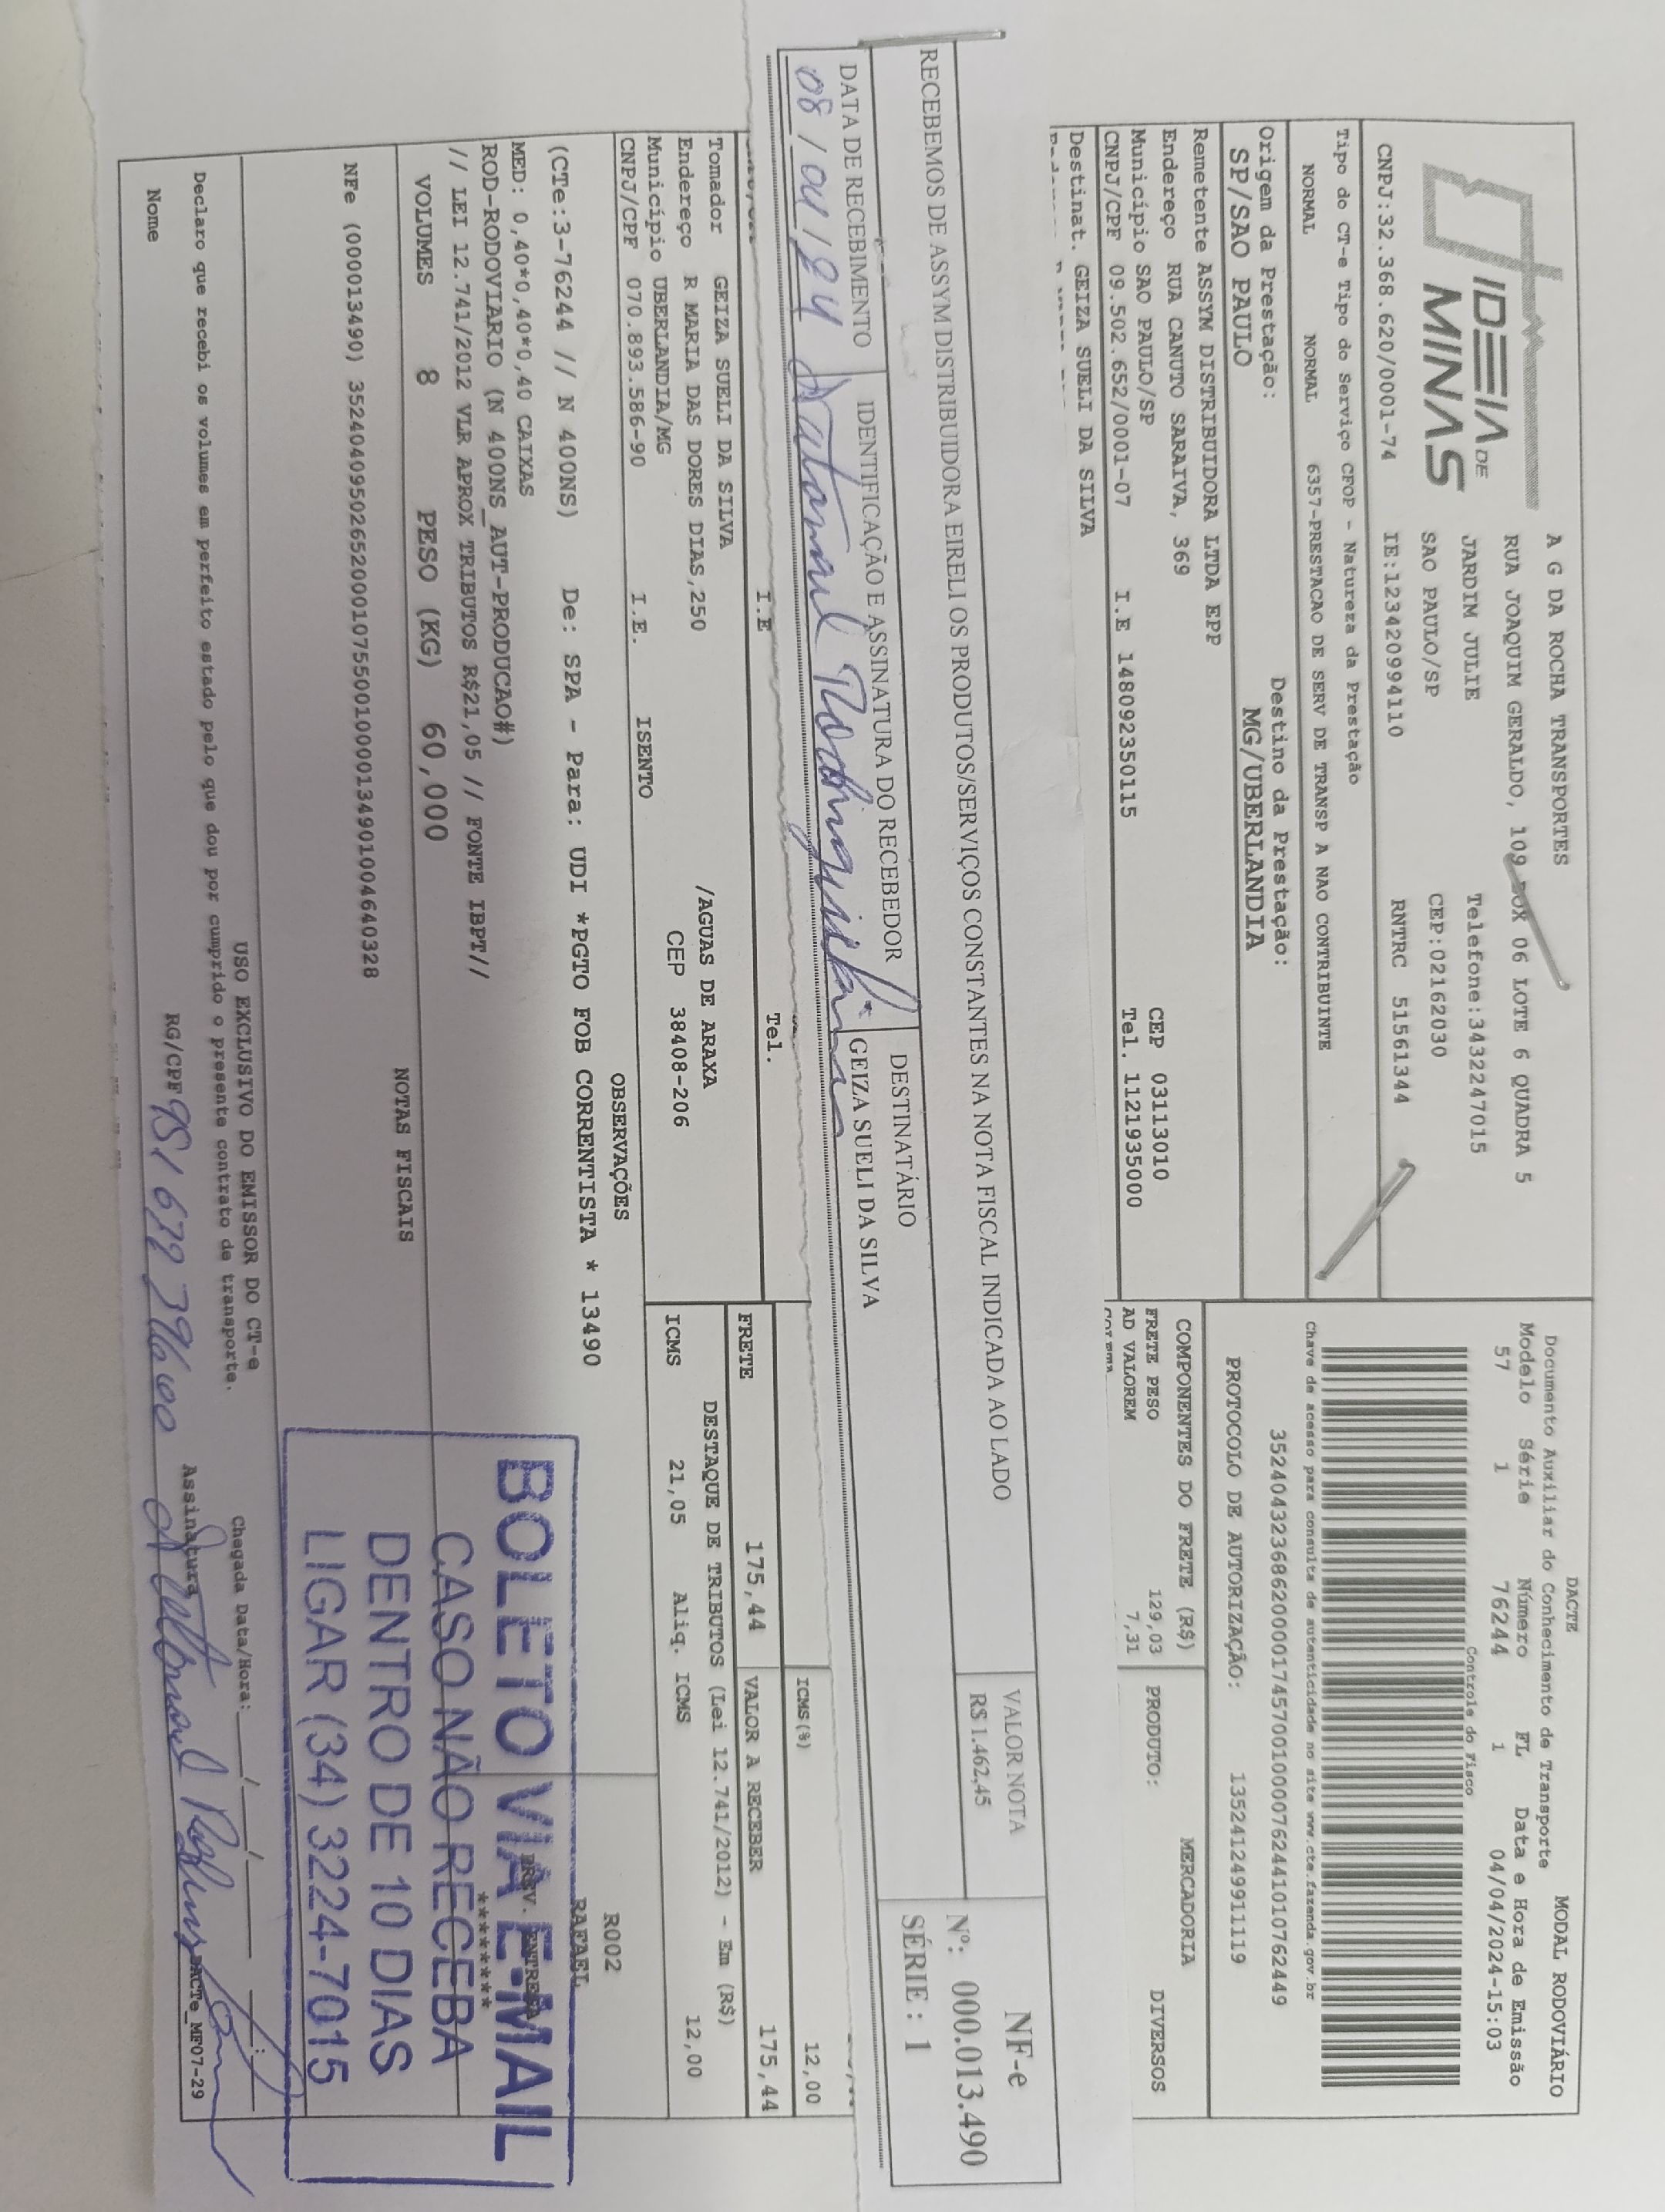 IDEIA DE
MINAS
A G DA ROCHA TRANSPORTES
RUA JOAQUIM GERALDO, 109 BOX 06 LOTE 6 QUADRA 5
JARDIM JULIE Telefone:3432247015
SAO PAULO/SP CEP:02162030
CNPJ:32.368.620/0001-74 IE:123420994110 RNTRC 51561344
Tipo do CT-e Tipo do Serviço CFOP - Natureza da Prestação
NORMAL NORMAL 6357-PRESTACAO DE SERV DE TRANSP A NAO CONTRIBUINTE
Origem da Prestação: Destino da Prestação:
SP/SAO PAULO MG/UBERLANDIA
Remetente ASSYM DISTRIBUIDORA LTDA EPP
Endereço RUA CANUTO SARAIVA, 369 CEP 03113010
Município SAO PAULO/SP Tel. 1121935000
CNPJ/CPF 09.502.652/0001-07 I.E 148092350115
Destinat. GEIZA SUELI DA SILVA
DACTE MODAL RODOVIÁRIO
Documento Auxiliar do Conhecimento de Transporte
Modelo Série Número FL Data e Hora de Emissão
57 1 76244 1 04/04/2024-15:03
Controle do Fisco
Chave de acesso para consulta de autenticidade no site www.cte.fazenda.gov.br
35240432368620000174570010000762441010762449
PROTOCOLO DE AUTORIZAÇÃO: 135241249911119
COMPONENTES DO FRETE (R$) MERCADORIA
FRETE PESO 129,03 PRODUTO: DIVERSOS
AD VALOREM 7,31
RECEBEMOS DE ASSYM DISTRIBUIDORA EIRELI OS PRODUTOS/SERVIÇOS CONSTANTES NA NOTA FISCAL INDICADA AO LADO
VALOR NOTA
R$ 1.462,45
NF-e
Nº: 000.013.490
SÉRIE : 1
DATA DE RECEBIMENTO IDENTIFICAÇÃO E ASSINATURA DO RECEBEDOR DESTINATÁRIO
08/04/24 GEIZA SUELI DA SILVA
I.E Tel.
ICMS(%) 12,00
Tomador GEIZA SUELI DA SILVA
Endereço R MARIA DAS DORES DIAS,250 /AGUAS DE ARAXA
Município UBERLANDIA/MG CEP 38408-206
CNPJ/CPF 070.893.586-90 I.E. ISENTO
FRETE 175,44 VALOR A RECEBER 175,44
DESTAQUE DE TRIBUTOS (Lei 12.741/2012) - Em (R$)
ICMS 21,05 Aliq. ICMS 12,00
OBSERVAÇÕES
(CTe:3-76244 // N 400NS) De: SPA - Para: UDI *PGTO FOB CORRENTISTA * 13490
MED: 0,40*0,40*0,40 CAIXAS
ROD-RODOVIARIO (N 400NS_AUT-PRODUCAO#)
// LEI 12.741/2012 VLR APROX TRIBUTOS R$21,05 // FONTE IBPT//
R002
RAFAEL
PREV. ENTREGA
*******
VOLUMES 8 PESO (KG) 60,000
NOTAS FISCAIS
NFe (000013490) 35240409502652000107550010000134901004640328
BOLETO VIA E-MAIL
CASO NÃO RECEBA
DENTRO DE 10 DIAS
LIGAR (34) 3224-7015
USO EXCLUSIVO DO EMISSOR DO CT-e
Declaro que recebi os volumes em perfeito estado pelo que dou por cumprido o presente contrato de transporte.
Chegada Data/Hora:___/___/___ ___:___
Nome RG/CPF Assinatura
DACTe_MF07-29